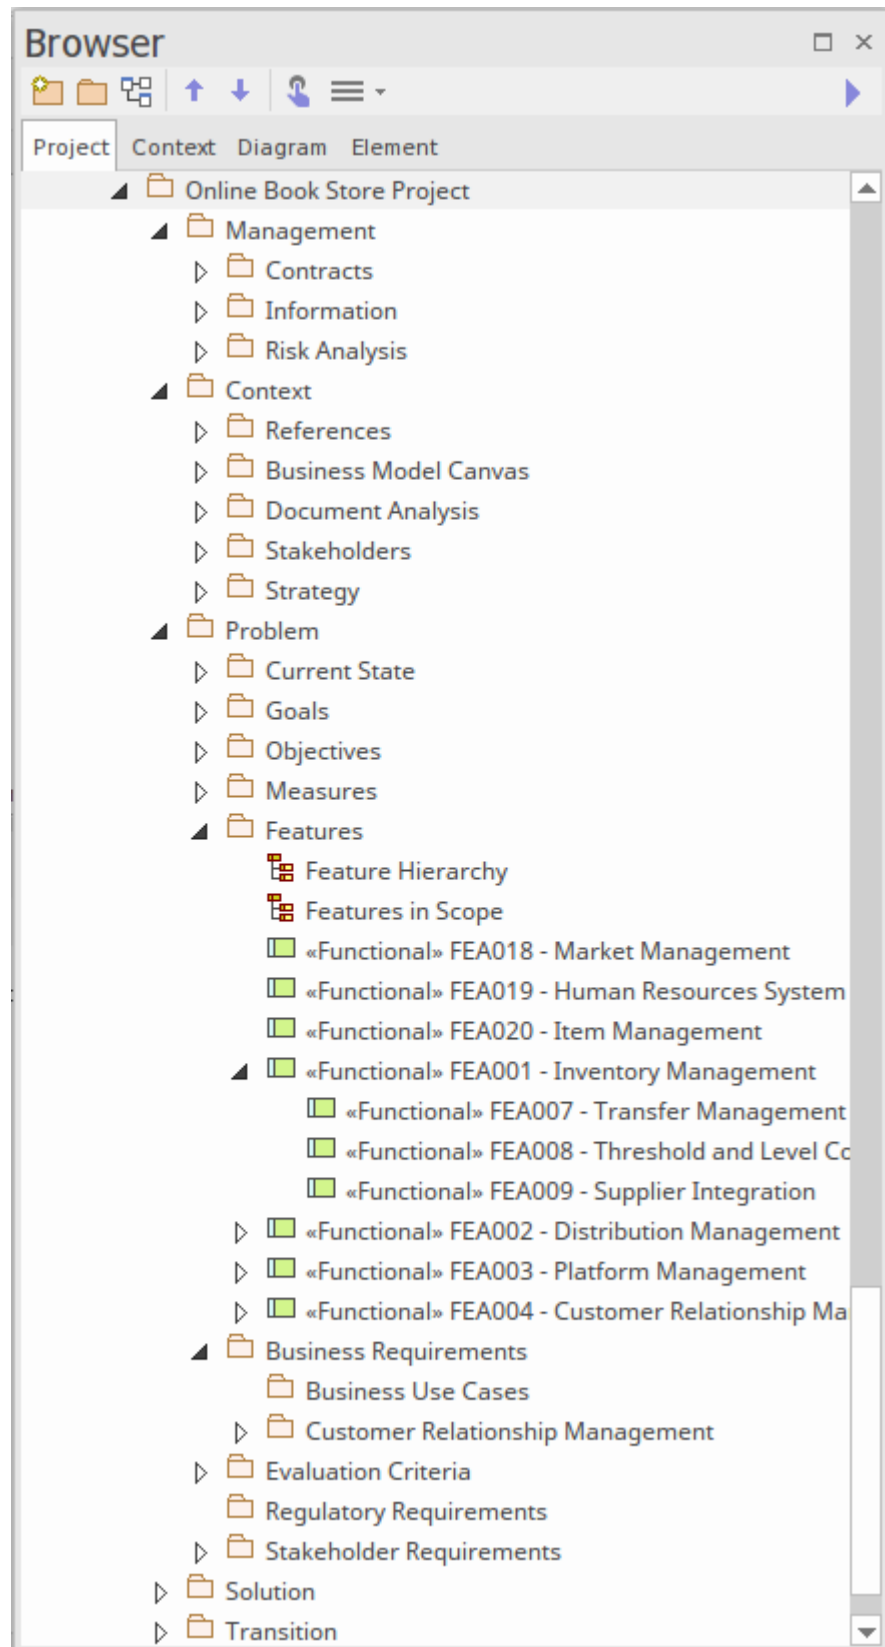 Browser
Project Context Diagram Element
Online Book Store Project
Management
Contracts
Information
Risk Analysis
Context
References
Business Model Canvas
Document Analysis
Stakeholders
Strategy
Problem
Current State
Goals
Objectives
Measures
Features
Feature Hierarchy
Features in Scope
«Functional» FEA018 - Market Management
«Functional» FEA019 - Human Resources System
«Functional» FEA020 - Item Management
«Functional» FEA001 - Inventory Management
«Functional» FEA007 - Transfer Management
«Functional» FEA008 - Threshold and Level Co
«Functional» FEA009 - Supplier Integration
«Functional» FEA002 - Distribution Management
«Functional» FEA003 - Platform Management
«Functional» FEA004 - Customer Relationship Ma
Business Requirements
Business Use Cases
Customer Relationship Management
Evaluation Criteria
Regulatory Requirements
Stakeholder Requirements
Solution
Transition